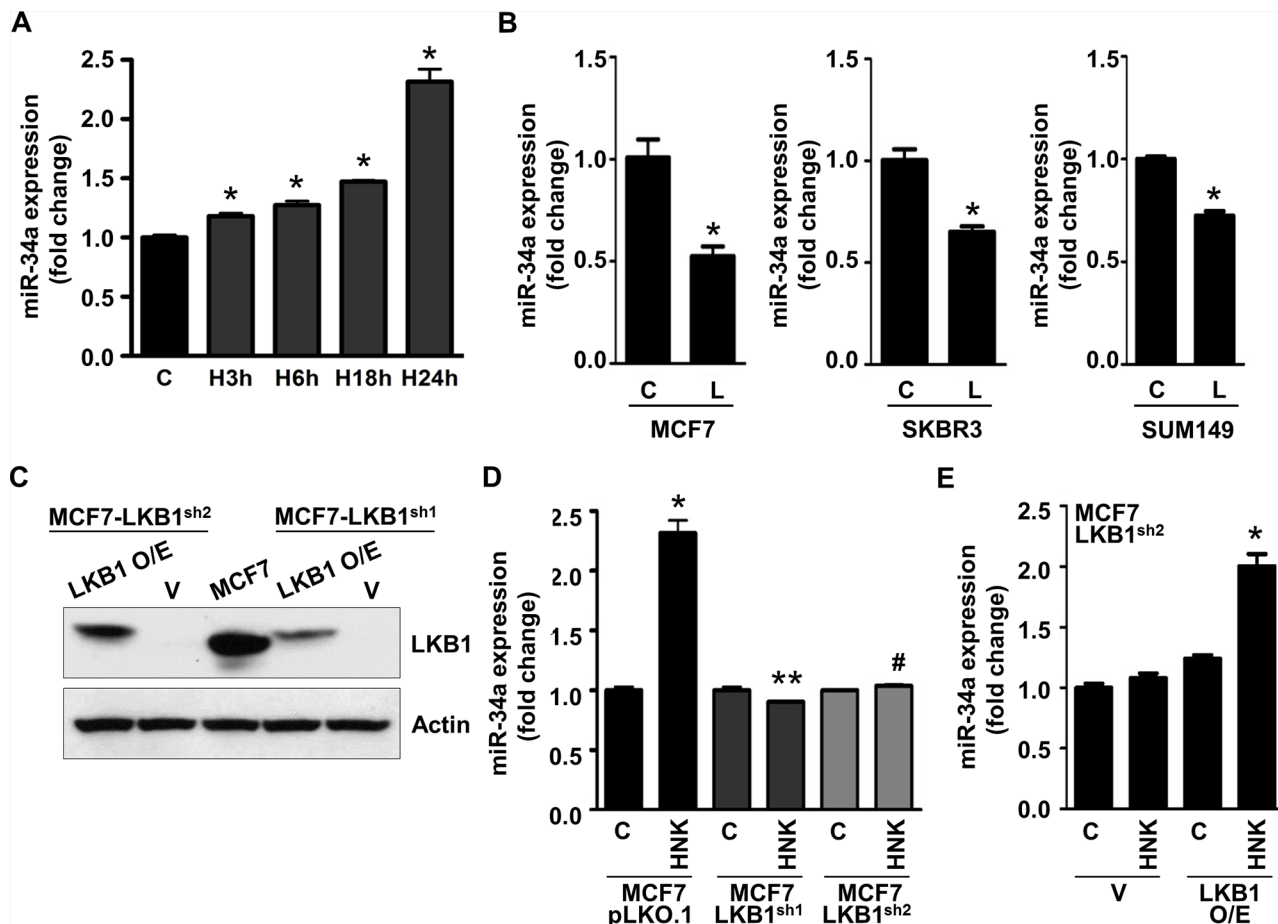 A
miR-34a expression
(fold change)
2.5
2.0
1.5
1.0
0.5
0.0
*
*
*
*
C H3h H6h H18h H24h
B
miR-34a expression
(fold change)
1.5
1.0
0.5
0.0
*
C L
MCF7
miR-34a expression
(fold change)
1.5
1.0
0.5
0.0
*
C L
SKBR3
miR-34a expression
(fold change)
1.5
1.0
0.5
0.0
*
C L
SUM149
C
MCF7-LKB1sh2 MCF7-LKB1sh1
LKB1 O/E V MCF7 LKB1 O/E V
LKB1
Actin
D
miR-34a expression
(fold change)
2.5
2.0
1.5
1.0
0.5
0.0
*
**
#
C HNK C HNK C HNK
MCF7 MCF7 MCF7
pLKO.1 LKB1sh1 LKB1sh2
E
miR-34a expression
(fold change)
2.5
2.0
1.5
1.0
0.5
0.0
MCF7
LKB1sh2
*
C HNK C HNK
V LKB1
O/E